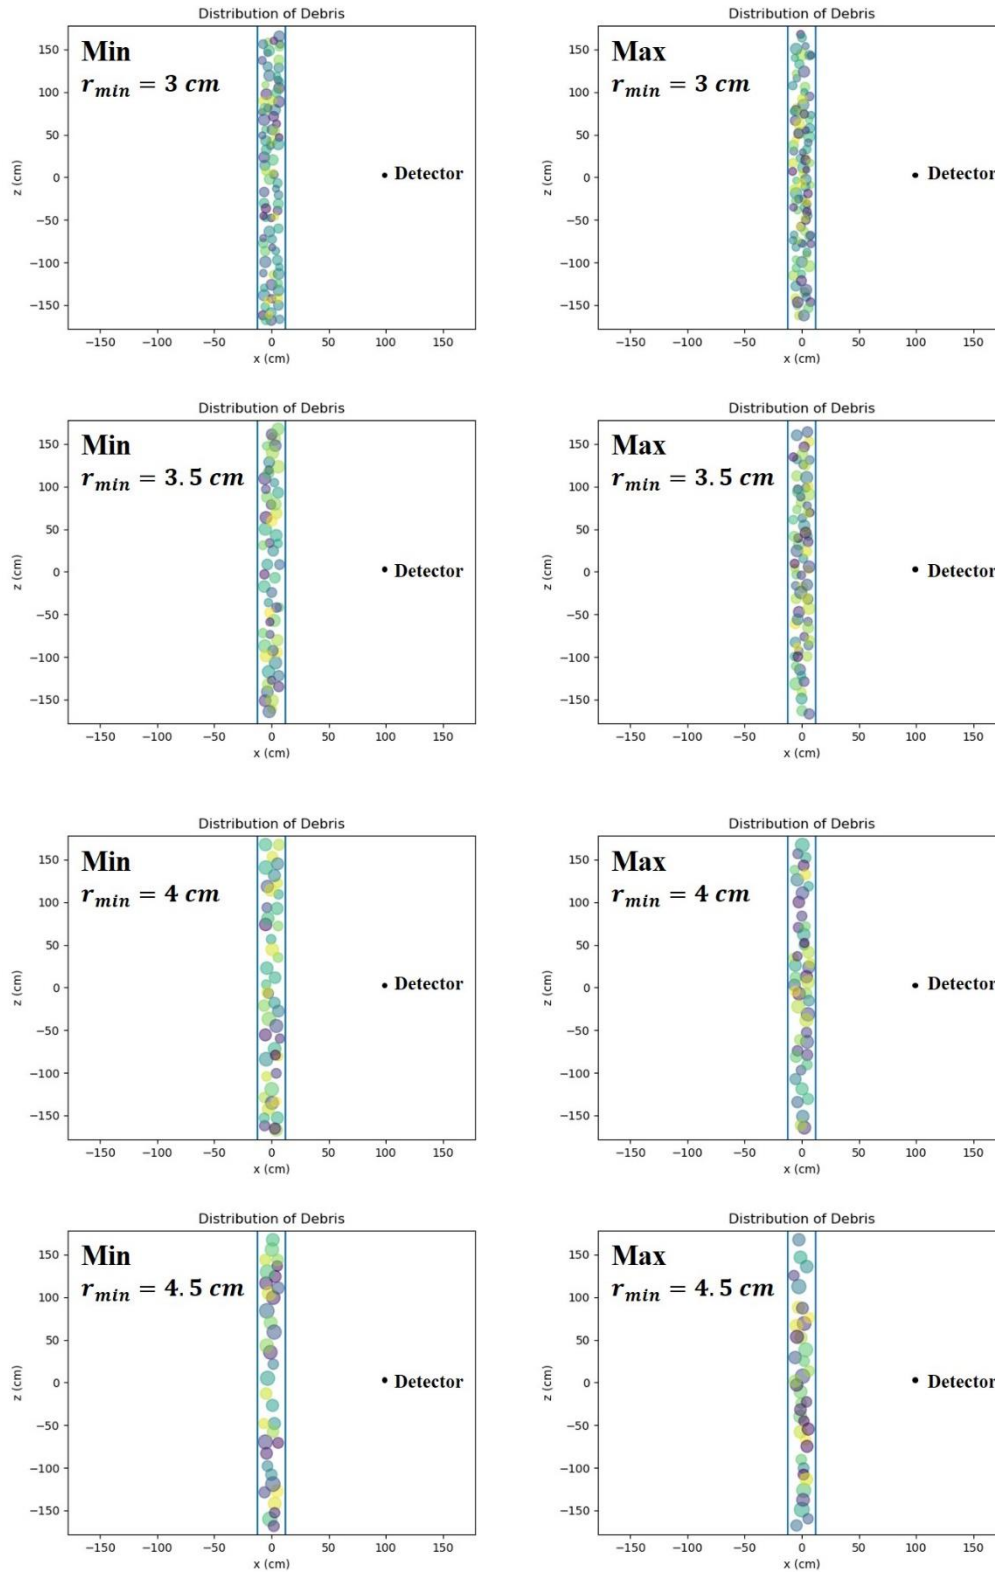 Distribution of Debris
Min
r_min = 3 cm
150
100
50
0
−50
−100
−150
z (cm)
Detector
−150 −100 −50 0 50 100 150
x (cm)
Distribution of Debris
Max
r_min = 3 cm
150
100
50
0
−50
−100
−150
z (cm)
Detector
−150 −100 −50 0 50 100 150
x (cm)
Distribution of Debris
Min
r_min = 3.5 cm
150
100
50
0
−50
−100
−150
z (cm)
Detector
−150 −100 −50 0 50 100 150
x (cm)
Distribution of Debris
Max
r_min = 3.5 cm
150
100
50
0
−50
−100
−150
z (cm)
Detector
−150 −100 −50 0 50 100 150
x (cm)
Distribution of Debris
Min
r_min = 4 cm
150
100
50
0
−50
−100
−150
z (cm)
Detector
−150 −100 −50 0 50 100 150
x (cm)
Distribution of Debris
Max
r_min = 4 cm
150
100
50
0
−50
−100
−150
z (cm)
Detector
−150 −100 −50 0 50 100 150
x (cm)
Distribution of Debris
Min
r_min = 4.5 cm
150
100
50
0
−50
−100
−150
z (cm)
Detector
−150 −100 −50 0 50 100 150
x (cm)
Distribution of Debris
Max
r_min = 4.5 cm
150
100
50
0
−50
−100
−150
z (cm)
Detector
−150 −100 −50 0 50 100 150
x (cm)